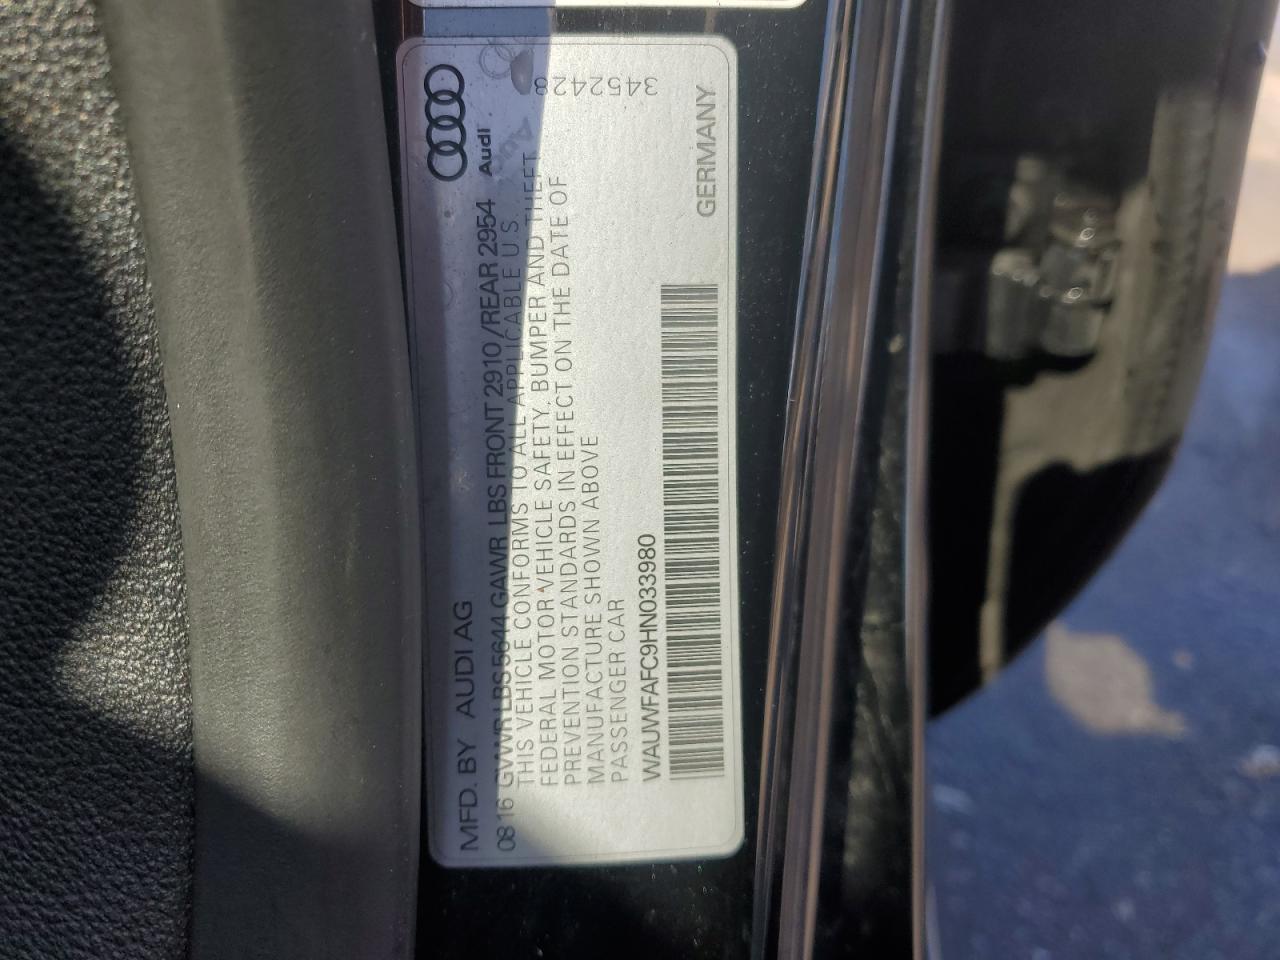 MFD. BY AUDI AG
Audi
08 16 GVWR LBS 5644 GAWR LBS FRONT 2910 /REAR 2954
THIS VEHICLE CONFORMS TO ALL APPLICABLE U.S.
FEDERAL MOTOR VEHICLE SAFETY, BUMPER AND THEFT
PREVENTION STANDARDS IN EFFECT ON THE DATE OF
MANUFACTURE SHOWN ABOVE
PASSENGER CAR
3452428
WAUWFAFC9HN033980
GERMANY